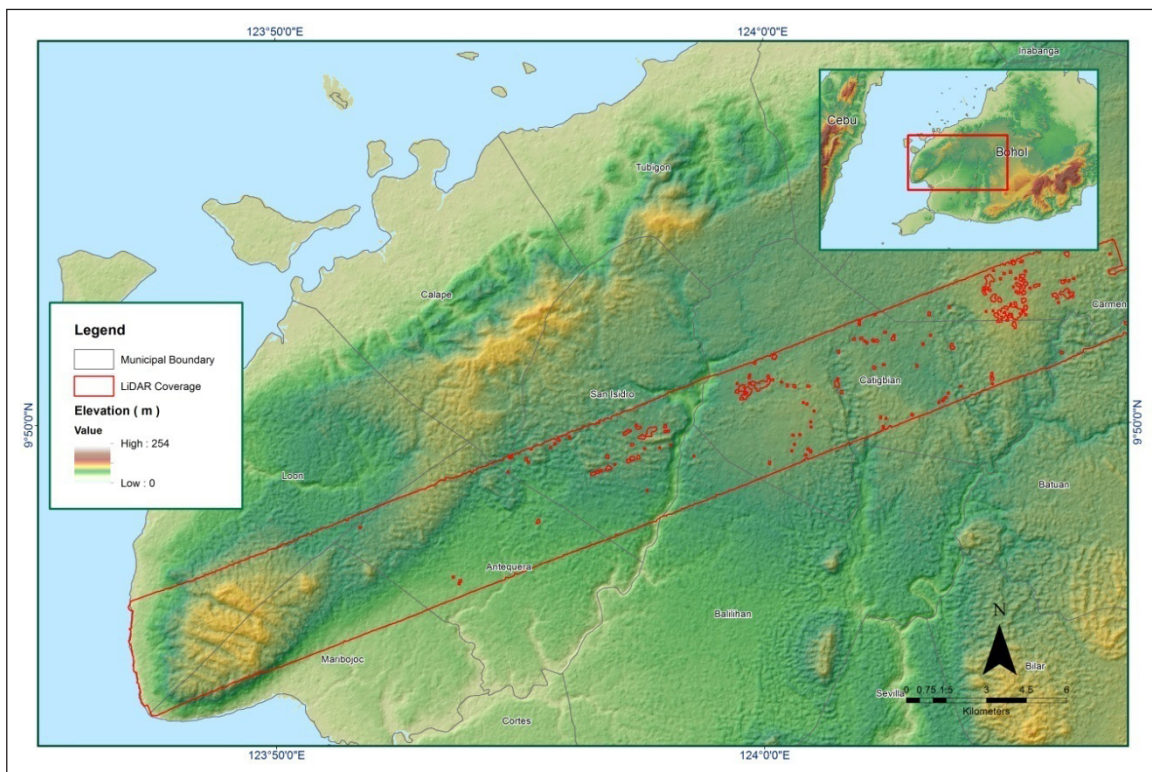 123°50'0"E
124°0'0"E
Inabanga
Cebu
Bohol
Tubigon
Calape
Carmen
Legend
Municipal Boundary
LiDAR Coverage
Elevation ( m )
Value
High : 254
Low : 0
San Isidro
Catigbian
9°50'0"N
9°50'0"N
Loon
Batuan
Antequera
Balilihan
N
Maribojoc
Bilar
Sevilla
0 0.75 1.5 3 4.5 6
Kilometers
Cortes
123°50'0"E
124°0'0"E